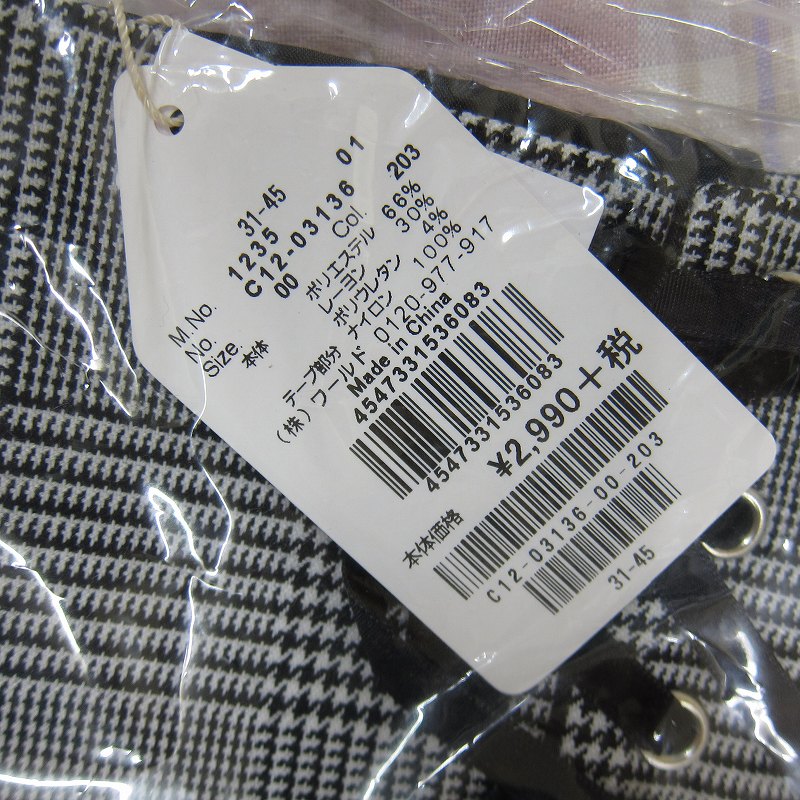 31-45
M.No. 1235 01
No. C12-03136 Col. 203
Size. 00
本体 ポリエステル 66%
レーヨン 30%
ポリウレタン 4%
テープ部分 ナイロン 100%
(株)ワールド 0120-977-917
Made in China
4547331536083
4547331536083
本体価格 ¥2,990+税
C12-03136-00-203
31-45